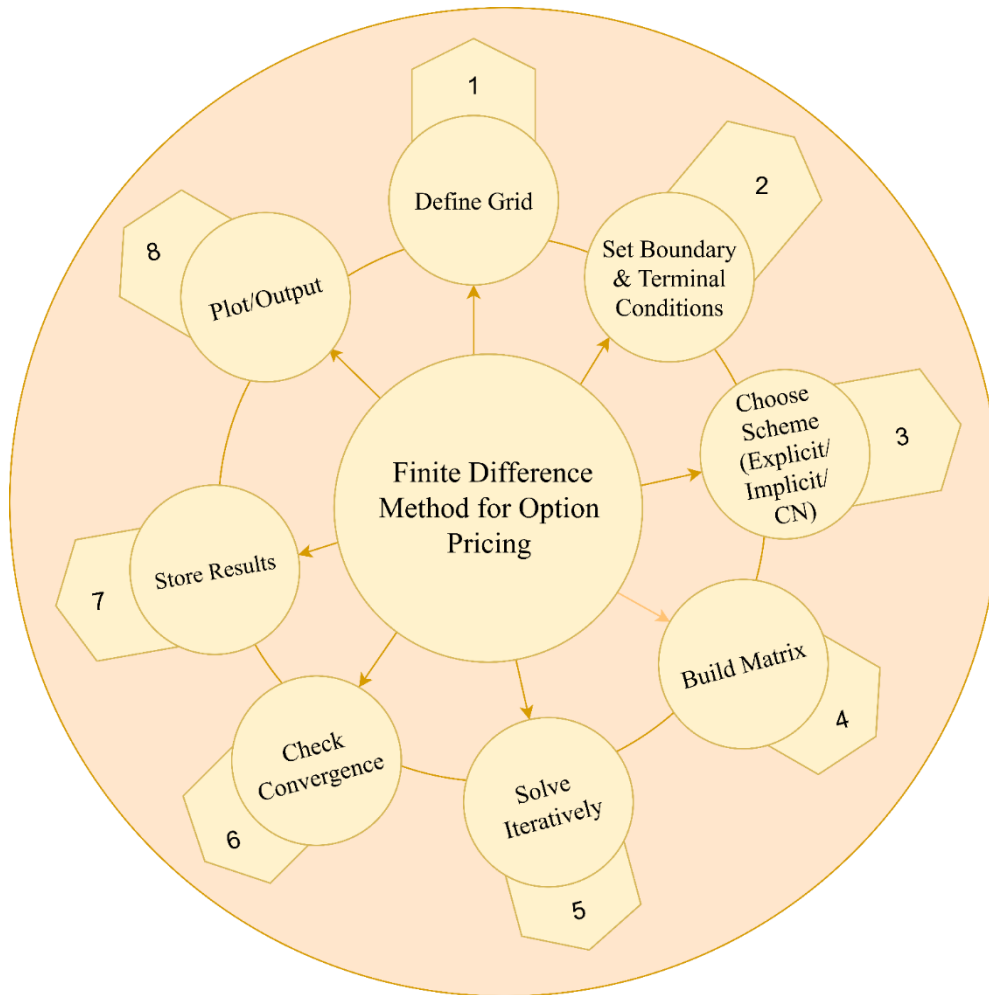 1
Define Grid
2
Set Boundary
& Terminal
Conditions
3
Choose
Scheme
(Explicit/
Implicit/
CN)
4
Build Matrix
5
Solve
Iteratively
6
Check
Convergence
7
Store Results
8
Plot/Output
Finite Difference
Method for Option
Pricing